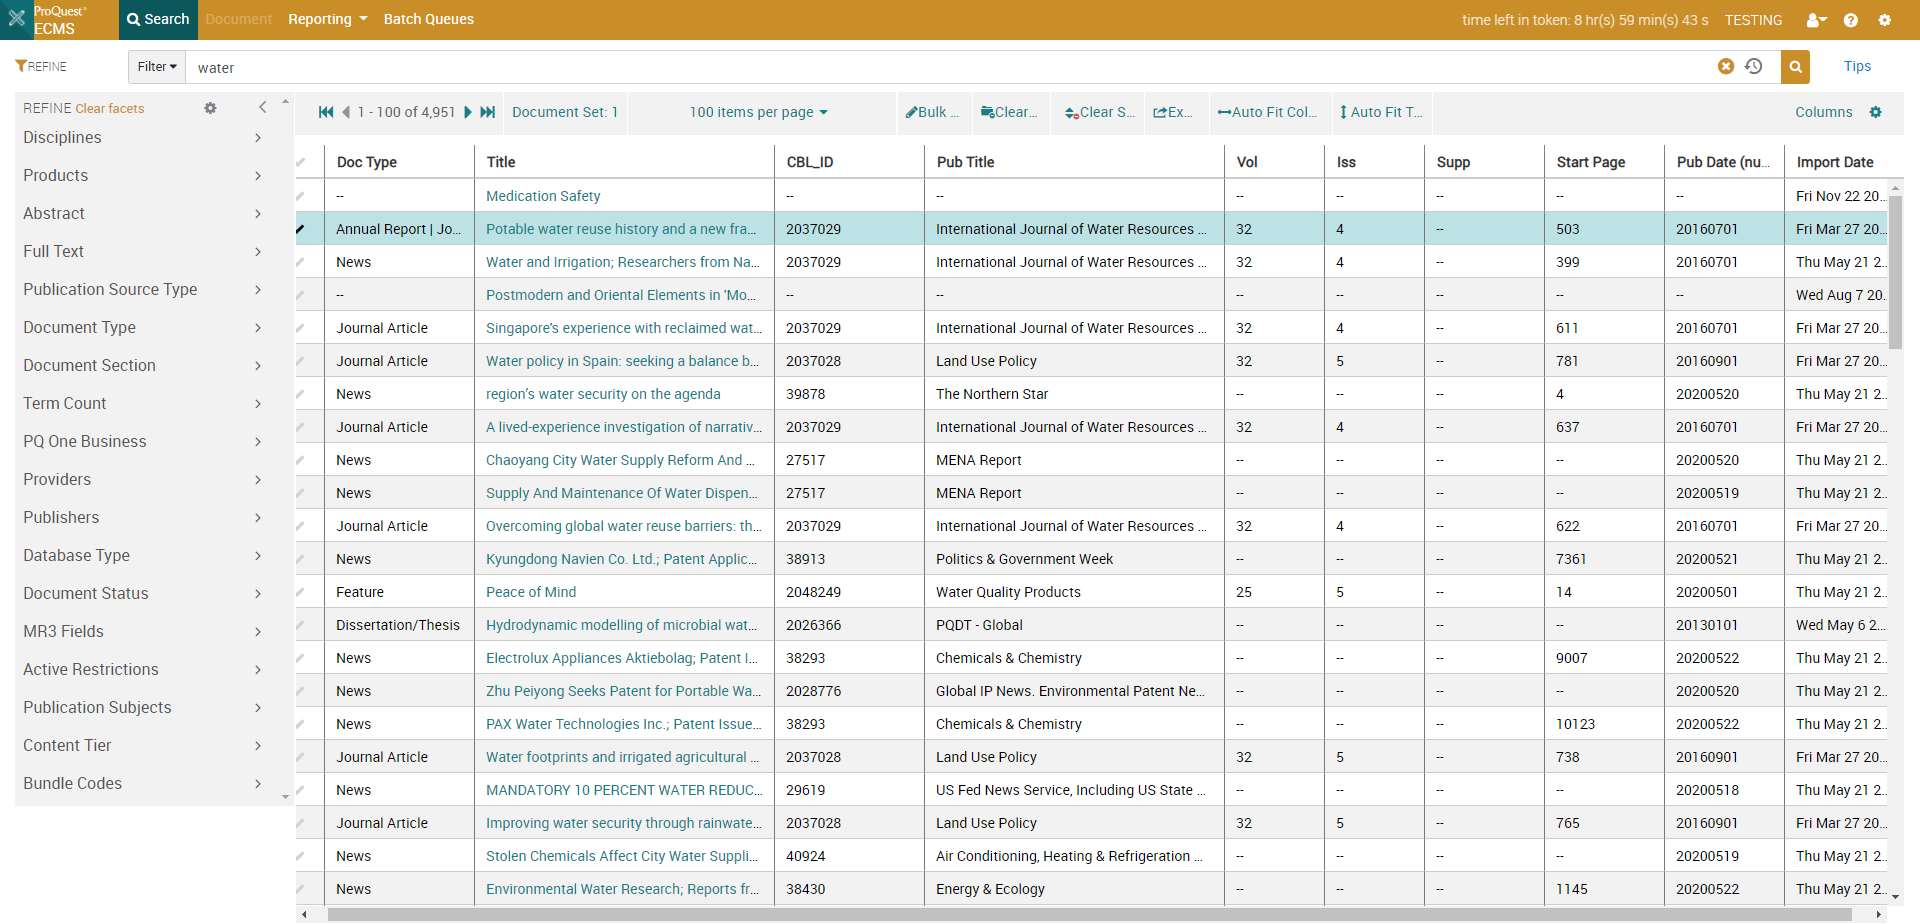 ProQuest® ECMS Search Document Reporting Batch Queues time left in token: 8 hr(s) 59 min(s) 43 s TESTING
REFINE Filter water Tips
REFINE Clear facets
Disciplines
Products
Abstract
Full Text
Publication Source Type
Document Type
Document Section
Term Count
PQ One Business
Providers
Publishers
Database Type
Document Status
MR3 Fields
Active Restrictions
Publication Subjects
Content Tier
Bundle Codes
1 - 100 of 4,951 Document Set: 1 100 items per page Bulk ... Clear... Clear S... Ex... Auto Fit Col... Auto Fit T... Columns
Doc Type Title CBL_ID Pub Title Vol Iss Supp Start Page Pub Date (nu... Import Date
-- Medication Safety -- -- -- -- -- -- -- Fri Nov 22 20...
Annual Report | Jo... Potable water reuse history and a new fra... 2037029 International Journal of Water Resources ... 32 4 -- 503 20160701 Fri Mar 27 20...
News Water and Irrigation; Researchers from Na... 2037029 International Journal of Water Resources ... 32 4 -- 399 20160701 Thu May 21 2...
-- Postmodern and Oriental Elements in 'Mo... -- -- -- -- -- -- -- Wed Aug 7 20...
Journal Article Singapore's experience with reclaimed wat... 2037029 International Journal of Water Resources ... 32 4 -- 611 20160701 Fri Mar 27 20...
Journal Article Water policy in Spain: seeking a balance b... 2037028 Land Use Policy 32 5 -- 781 20160901 Fri Mar 27 20...
News region's water security on the agenda 39878 The Northern Star -- -- -- 4 20200520 Thu May 21 2...
Journal Article A lived-experience investigation of narrativ... 2037029 International Journal of Water Resources ... 32 4 -- 637 20160701 Fri Mar 27 20...
News Chaoyang City Water Supply Reform And ... 27517 MENA Report -- -- -- -- 20200520 Thu May 21 2...
News Supply And Maintenance Of Water Dispen... 27517 MENA Report -- -- -- -- 20200519 Thu May 21 2...
Journal Article Overcoming global water reuse barriers: th... 2037029 International Journal of Water Resources ... 32 4 -- 622 20160701 Fri Mar 27 20...
News Kyungdong Navien Co. Ltd.; Patent Applic... 38913 Politics & Government Week -- -- -- 7361 20200521 Thu May 21 2...
Feature Peace of Mind 2048249 Water Quality Products 25 5 -- 14 20200501 Thu May 21 2...
Dissertation/Thesis Hydrodynamic modelling of microbial wat... 2026366 PQDT - Global -- -- -- -- 20130101 Wed May 6 2...
News Electrolux Appliances Aktiebolag; Patent I... 38293 Chemicals & Chemistry -- -- -- 9007 20200522 Thu May 21 2...
News Zhu Peiyong Seeks Patent for Portable Wa... 2028776 Global IP News. Environmental Patent Ne... -- -- -- -- 20200520 Thu May 21 2...
News PAX Water Technologies Inc.; Patent Issue... 38293 Chemicals & Chemistry -- -- -- 10123 20200522 Thu May 21 2...
Journal Article Water footprints and irrigated agricultural ... 2037028 Land Use Policy 32 5 -- 738 20160901 Fri Mar 27 20...
News MANDATORY 10 PERCENT WATER REDUC... 29619 US Fed News Service, Including US State ... -- -- -- -- 20200518 Thu May 21 2...
Journal Article Improving water security through rainwate... 2037028 Land Use Policy 32 5 -- 765 20160901 Fri Mar 27 20...
News Stolen Chemicals Affect City Water Suppli... 40924 Air Conditioning, Heating & Refrigeration ... -- -- -- -- 20200519 Thu May 21 2...
News Environmental Water Research; Reports fr... 38430 Energy & Ecology -- -- -- 1145 20200522 Thu May 21 2...